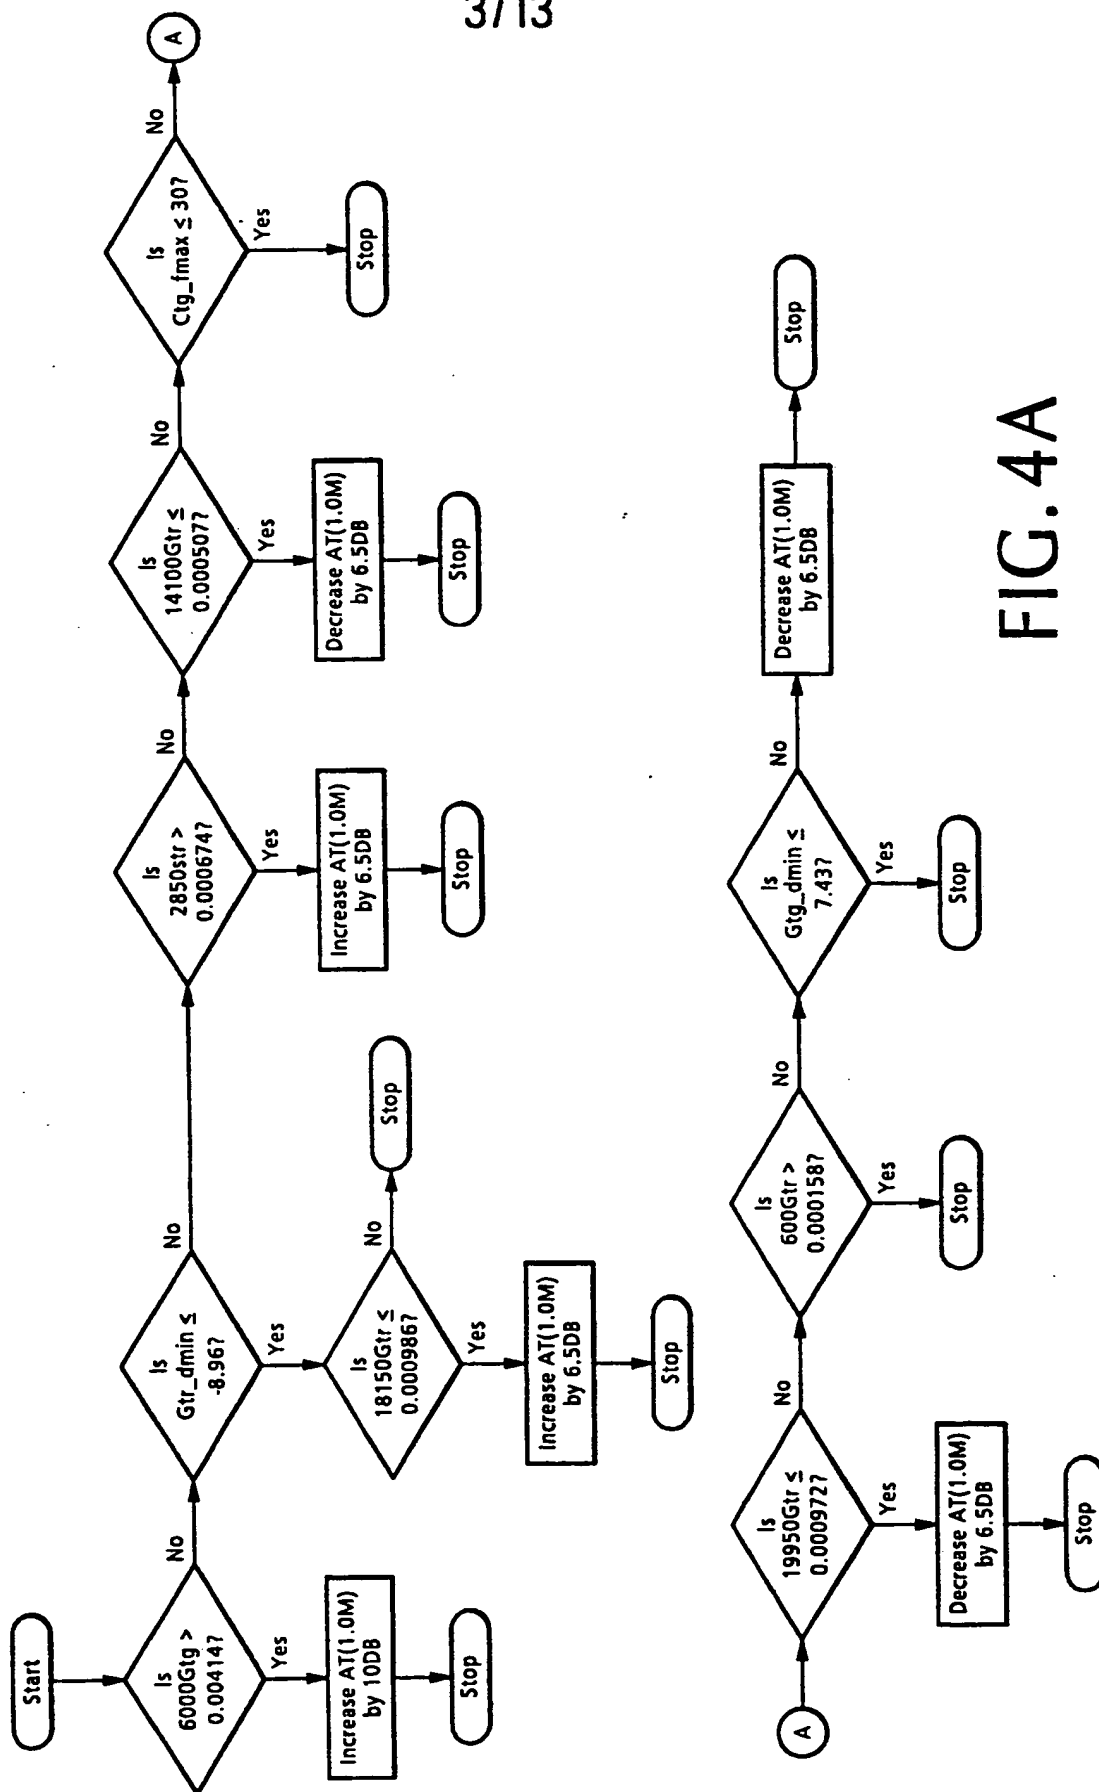 3/13
Start
Is
6000Gtg >
0.00414?
Yes
Increase AT(1.0M)
by 10DB
Stop
No
Is
Gtr_dmin ≤
-8.96?
Yes
Is
18150Gtr ≤
0.000986?
No
Stop
Yes
Increase AT(1.0M)
by 6.5DB
Stop
No
Is
2850str >
0.000674?
Yes
Increase AT(1.0M)
by 6.5DB
Stop
No
Is
14100Gtr ≤
0.000507?
Yes
Decrease AT(1.0M)
by 6.5DB
Stop
No
Is
Ctg_fmax ≤ 30?
Yes
Stop
No
A
A
Is
19950Gtr ≤
0.000972?
Yes
Decrease AT(1.0M)
by 6.5DB
Stop
No
Is
600Gtr >
0.000158?
Yes
Stop
No
Is
Gtg_dmin ≤
7.43?
Yes
Stop
No
Decrease AT(1.0M)
by 6.5DB
Stop
FIG. 4A